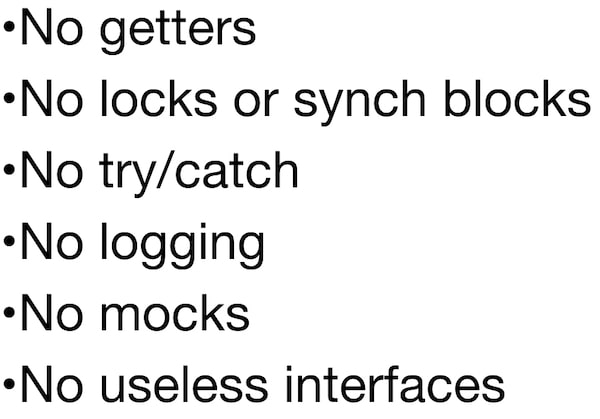 •No getters
•No locks or synch blocks
•No try/catch
•No logging
•No mocks
•No useless interfaces